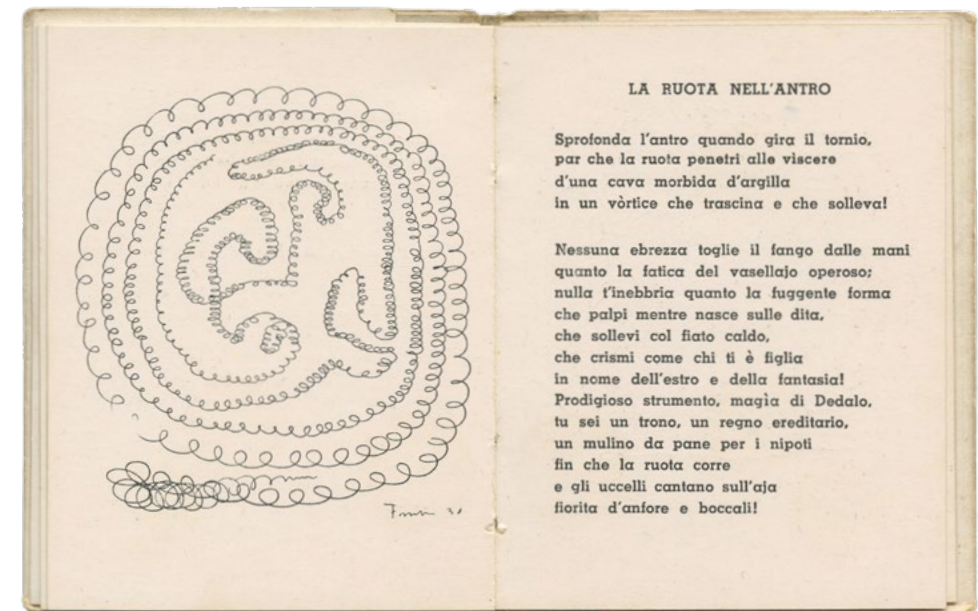 LA RUOTA NELL'ANTRO
Sprofonda l'antro quando gira il tornio,
par che la ruota penetri alle viscere
d'una cava morbida d'argilla
in un vòrtice che trascina e che solleva!
Nessuna ebrezza toglie il fango dalle mani
quanto la fatica del vasellajo operoso;
nulla t'inebbria quanto la fuggente forma
che palpi mentre nasce sulle dita,
che sollevi col fiato caldo,
che crismi come chi ti è figlia
in nome dell'estro e della fantasia!
Prodigioso strumento, magìa di Dedalo,
tu sei un trono, un regno ereditario,
un mulino da pane per i nipoti
fin che la ruota corre
e gli uccelli cantano sull'aja
fiorita d'anfore e boccali!